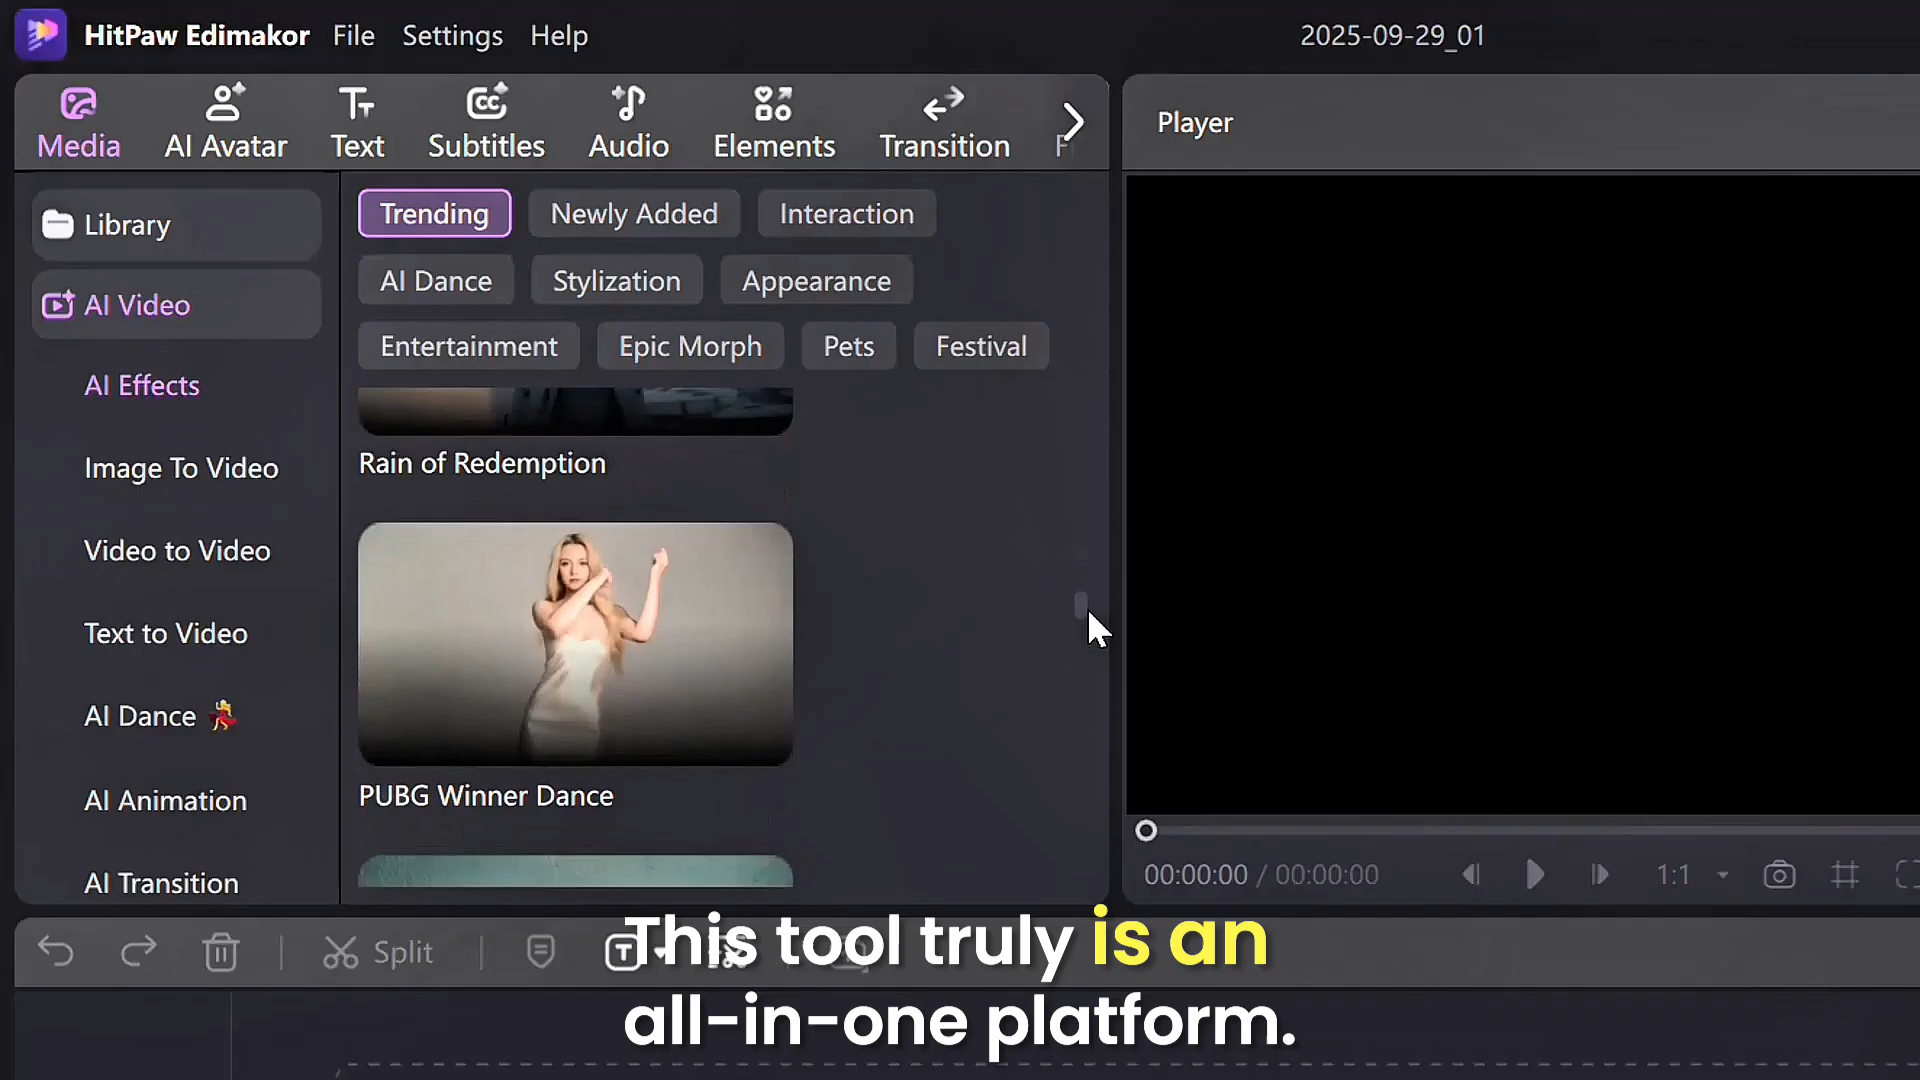 HitPaw Edimakor File Settings Help 2025-09-29_01
Media AI Avatar Text Subtitles Audio Elements Transition
Player
Library
AI Video
AI Effects
Image To Video
Video to Video
Text to Video
AI Dance
AI Animation
AI Transition
Trending Newly Added Interaction
AI Dance Stylization Appearance
Entertainment Epic Morph Pets Festival
Rain of Redemption
PUBG Winner Dance
00:00:00 / 00:00:00 1:1
Split
This tool truly is an
all-in-one platform.